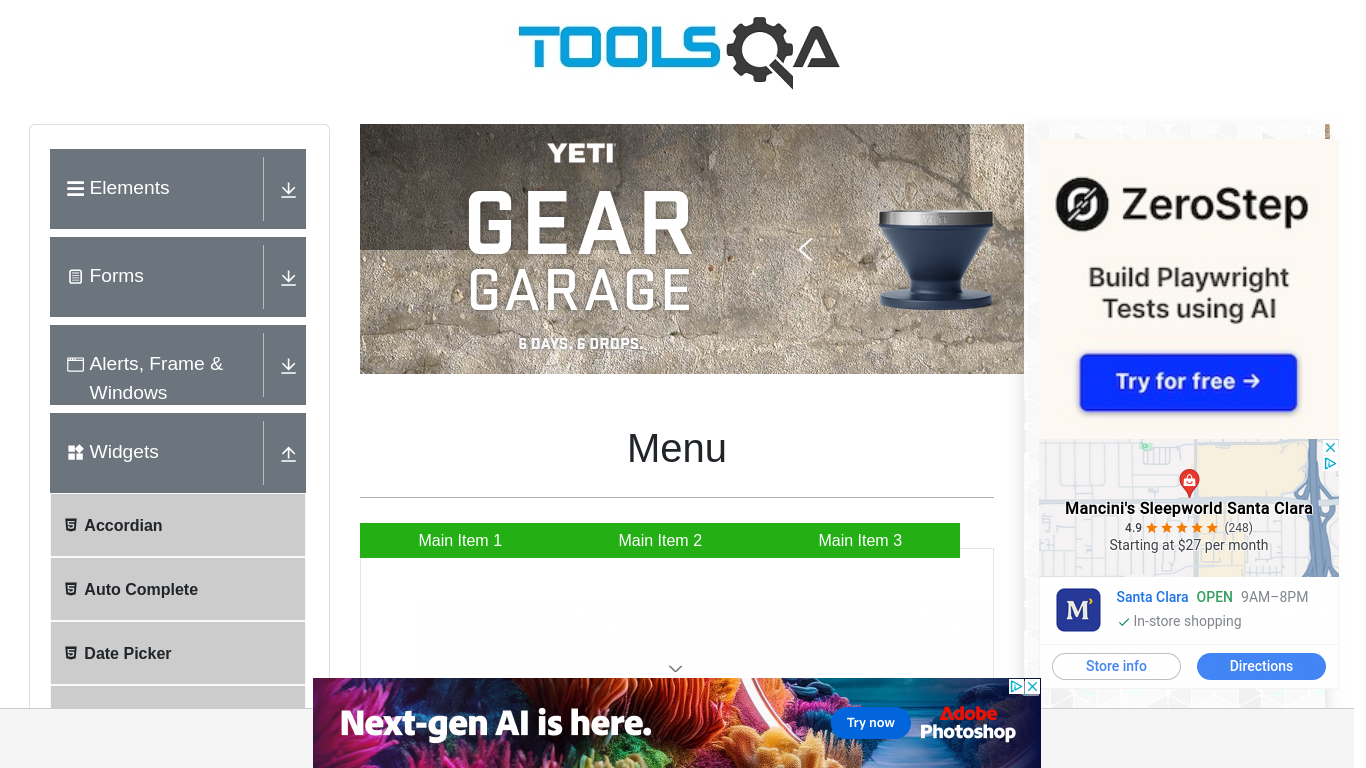 TOOLSQA
Elements
Forms
Alerts, Frame &
Windows
Widgets
Accordian
Auto Complete
Date Picker
YETI
GEAR
GARAGE
6 DAYS. 6 DROPS.
YETI
Menu
Main Item 1
Main Item 2
Main Item 3
ZeroStep
Build Playwright
Tests using AI
Try for free →
Mancini's Sleepworld Santa Clara
4.9 ★★★★★ (248)
Starting at $27 per month
M
Santa Clara OPEN 9AM–8PM
✓ In-store shopping
Store info
Directions
Next-gen AI is here.
Try now
Adobe
Photoshop